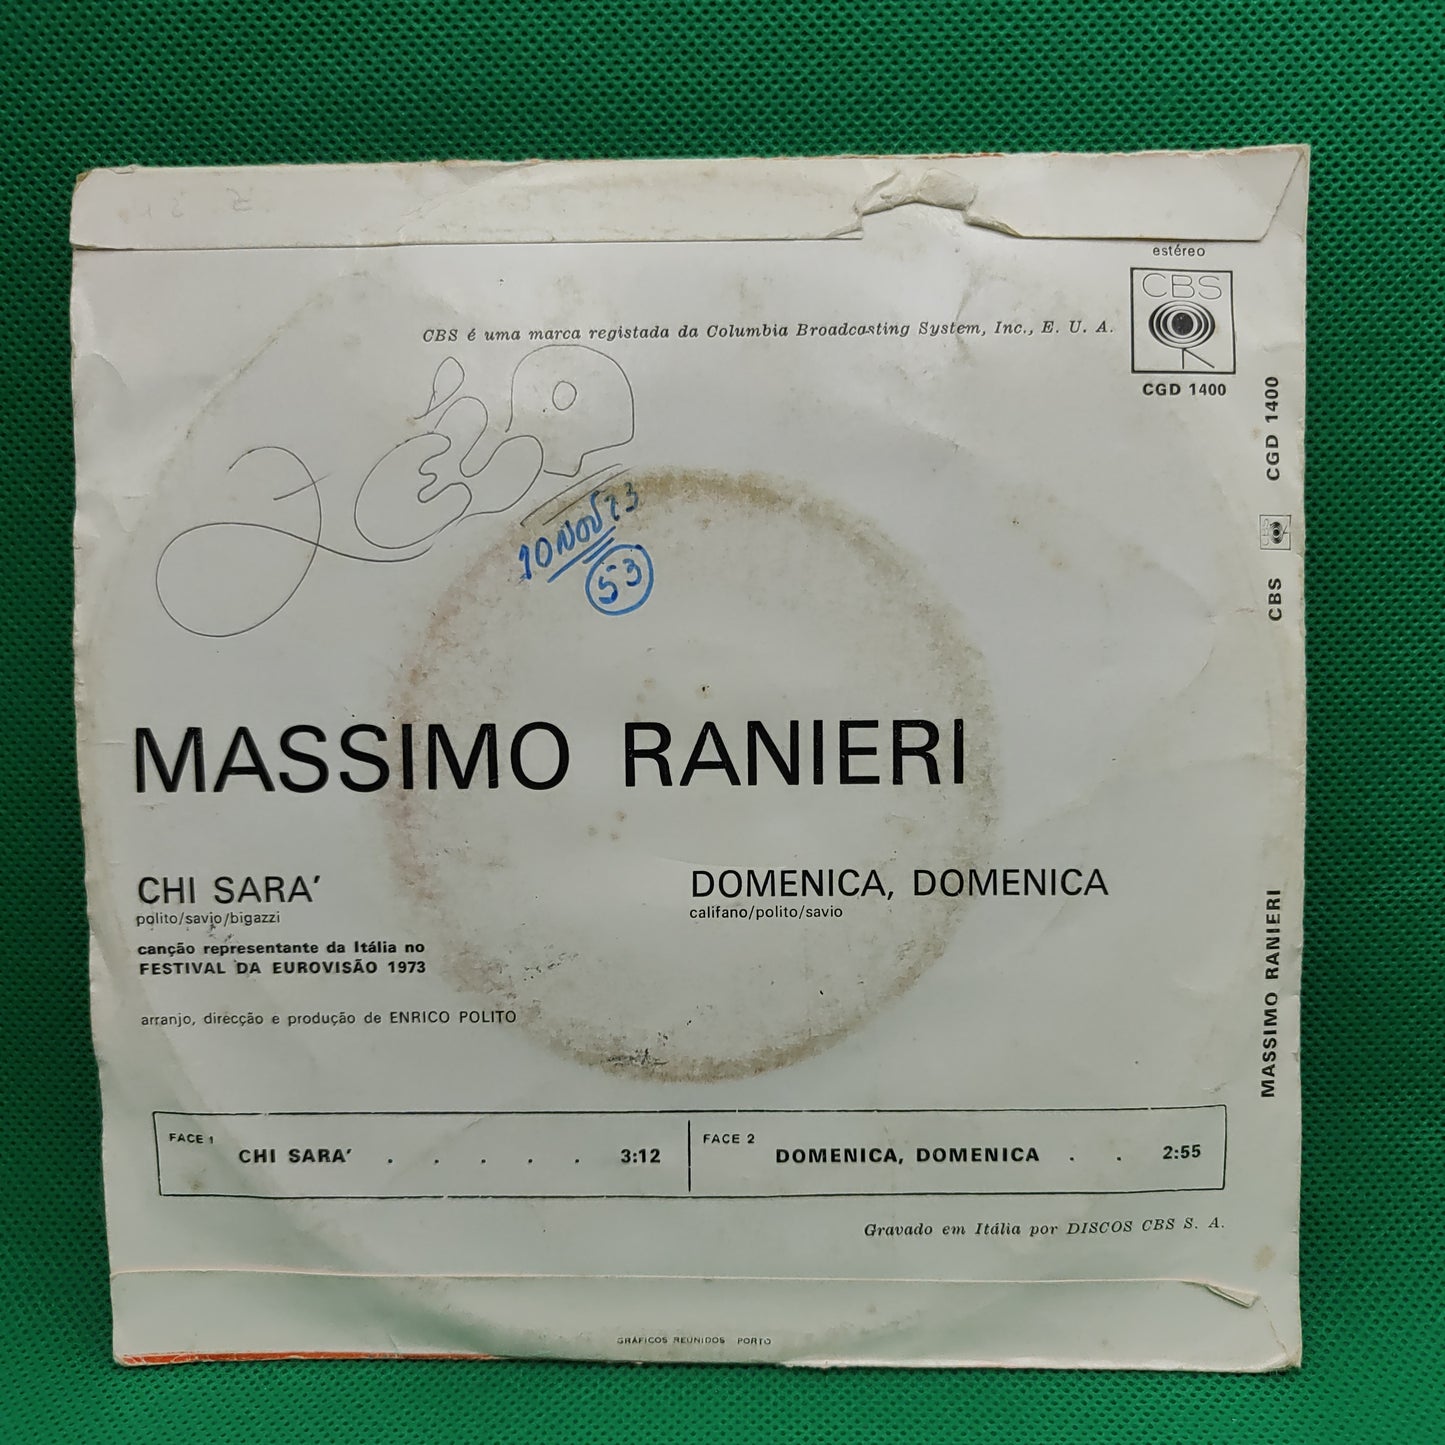 estéreo
CBS
CBS é uma marca registada da Columbia Broadcasting System, Inc., E. U. A.
CGD 1400
10 NOV 73
53
MASSIMO RANIERI
CHI SARA'
polito/savio/bigazzi
canção representante da Itália no
FESTIVAL DA EUROVISÃO 1973
arranjo, direcção e produção de ENRICO POLITO
DOMENICA, DOMENICA
califano/polito/savio
FACE 1
CHI SARA' . . . . . 3:12
FACE 2
DOMENICA, DOMENICA . . 2:55
Gravado em Itália por DISCOS CBS S. A.
GRÁFICOS REUNIDOS PORTO
MASSIMO RANIERI CBS CGD 1400